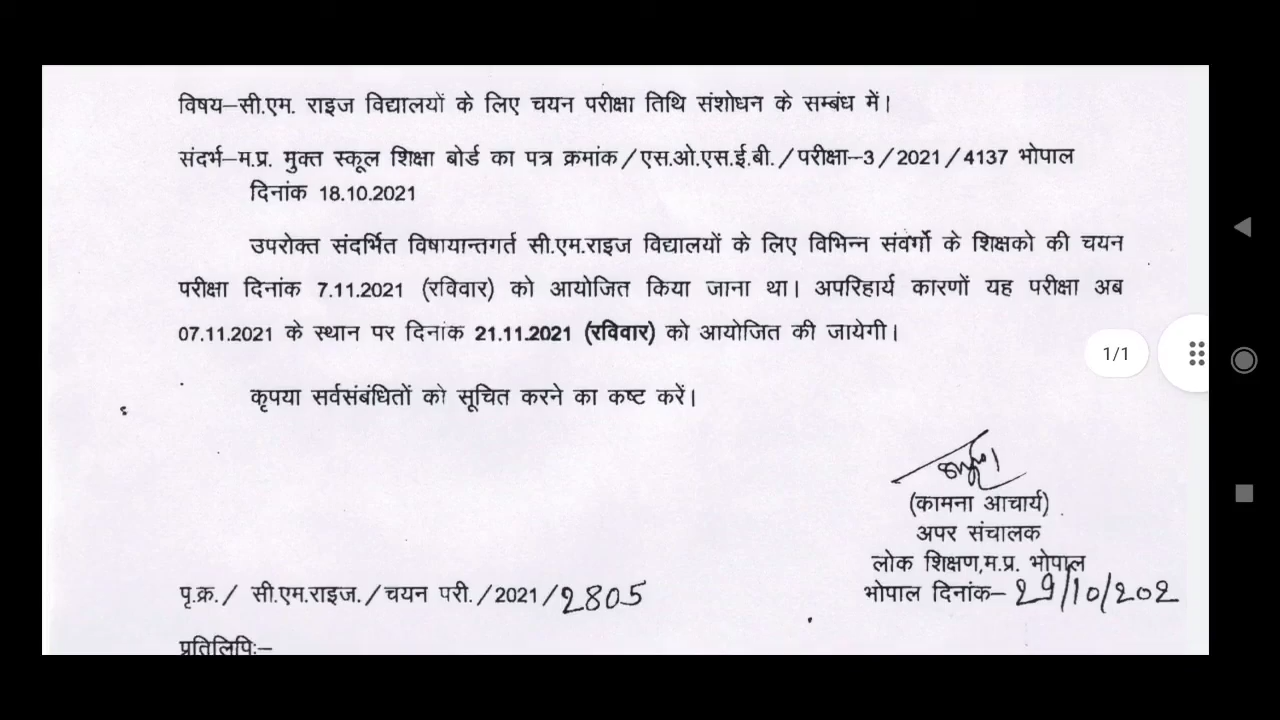 विषय–सी.एम. राइज विद्यालयों के लिए चयन परीक्षा तिथि संशोधन के सम्बंध में।
संदर्भ–म.प्र. मुक्त स्कूल शिक्षा बोर्ड का पत्र क्रमांक/एस.ओ.एस.ई.बी./परीक्षा–3/2021/4137 भोपाल
दिनांक 18.10.2021
उपरोक्त संदर्भित विषायान्तगर्त सी.एम.राइज विद्यालयों के लिए विभिन्न संवर्गो के शिक्षको की चयन
परीक्षा दिनांक 7.11.2021 (रविवार) को आयोजित किया जाना था। अपरिहार्य कारणों यह परीक्षा अब
07.11.2021 के स्थान पर दिनांक 21.11.2021 (रविवार) को आयोजित की जायेगी।
1/1
कृपया सर्वसंबंधितों को सूचित करने का कष्ट करें।
(कामना आचार्य)
अपर संचालक
लोक शिक्षण,म.प्र. भोपाल
पृ.क्र./ सी.एम.राइज./चयन परी./2021/2805
भोपाल दिनांक– 29/10/202
प्रतिलिपिः–